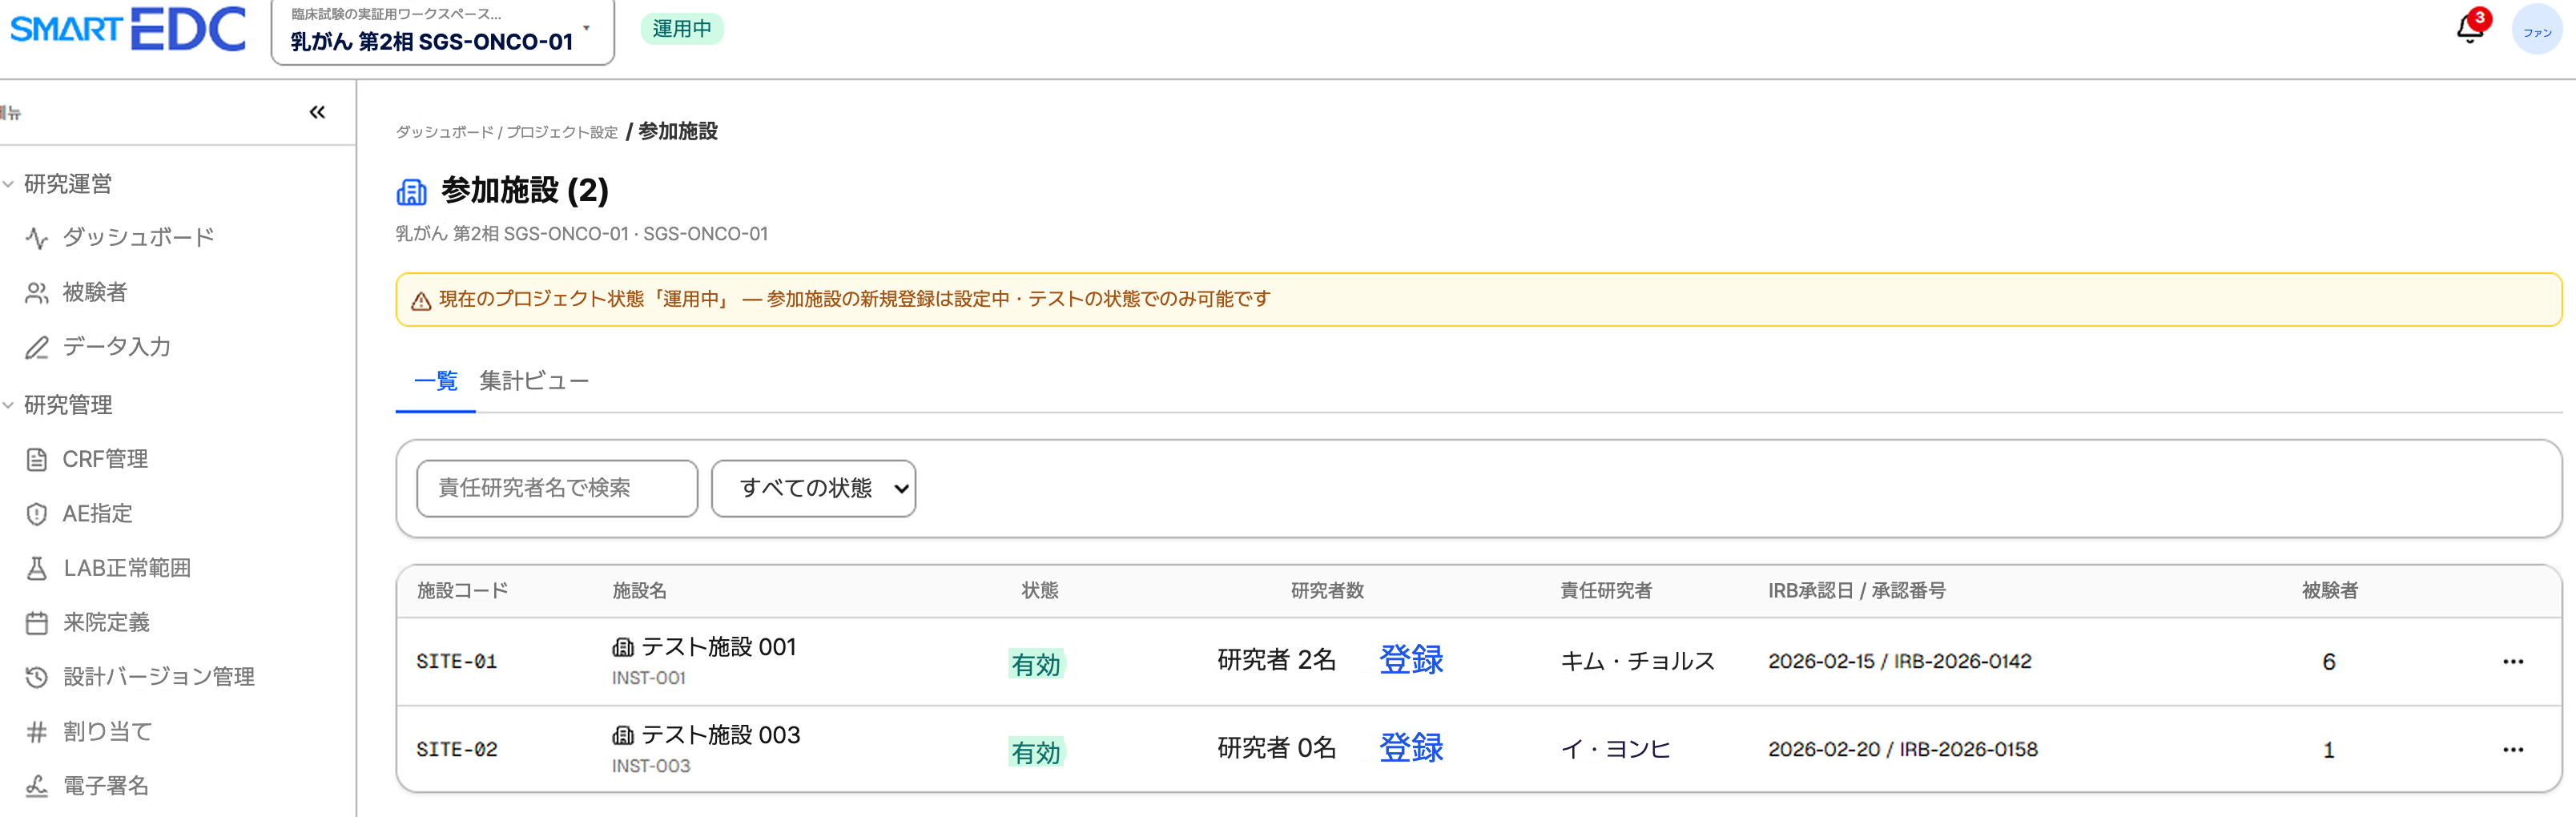 SMART EDC
臨床試験の実証用ワークスペース...
乳がん 第2相 SGS-ONCO-01
運用中
3
ファン
研究運営
ダッシュボード
被験者
データ入力
研究管理
CRF管理
AE指定
LAB正常範囲
来院定義
設計バージョン管理
割り当て
電子署名
ダッシュボード / プロジェクト設定 / 参加施設
参加施設 (2)
乳がん 第2相 SGS-ONCO-01 · SGS-ONCO-01
現在のプロジェクト状態「運用中」 — 参加施設の新規登録は設定中・テストの状態でのみ可能です
一覧 集計ビュー
責任研究者名で検索 すべての状態
施設コード 施設名 状態 研究者数 責任研究者 IRB承認日 / 承認番号 被験者
SITE-01 テスト施設 001 有効 研究者 2名 登録 キム・チョルス 2026-02-15 / IRB-2026-0142 6
INST-001
SITE-02 テスト施設 003 有効 研究者 0名 登録 イ・ヨンヒ 2026-02-20 / IRB-2026-0158 1
INST-003